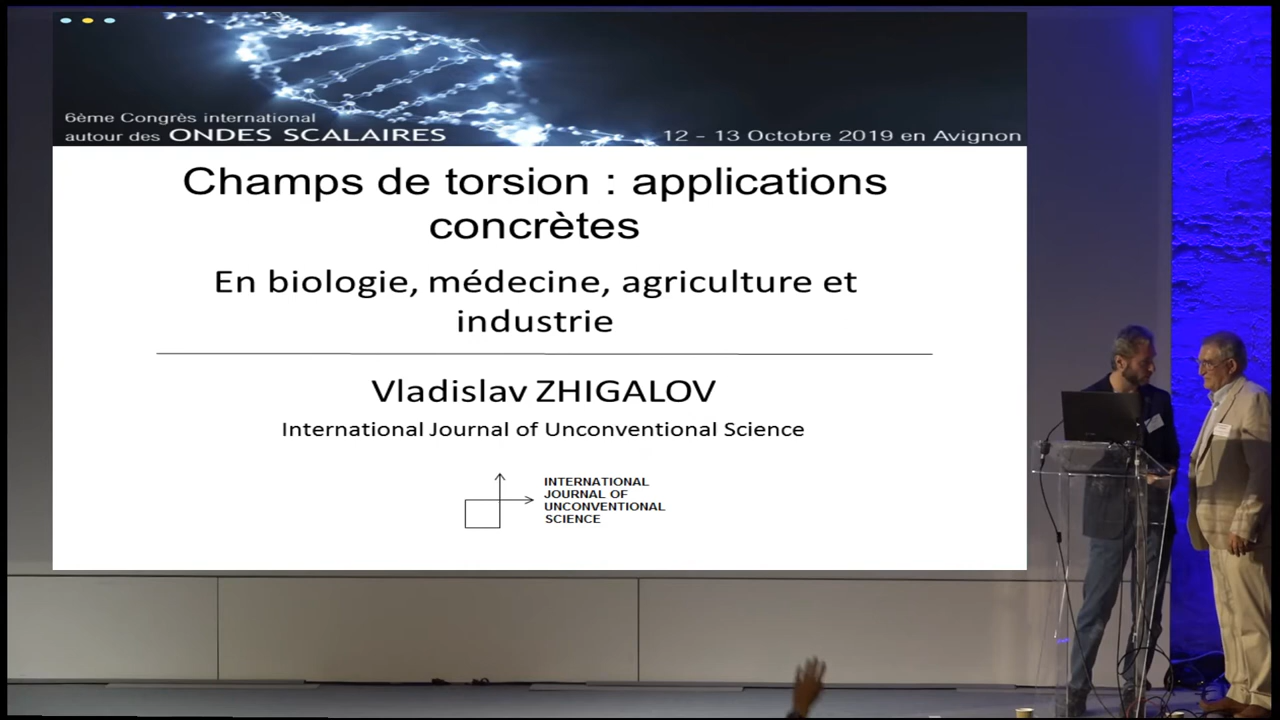 6ème Congrès international
autour des ONDES SCALAIRES
12 - 13 Octobre 2019 en Avignon
Champs de torsion : applications
concrètes
En biologie, médecine, agriculture et
industrie
Vladislav ZHIGALOV
International Journal of Unconventional Science
INTERNATIONAL
JOURNAL OF
UNCONVENTIONAL
SCIENCE